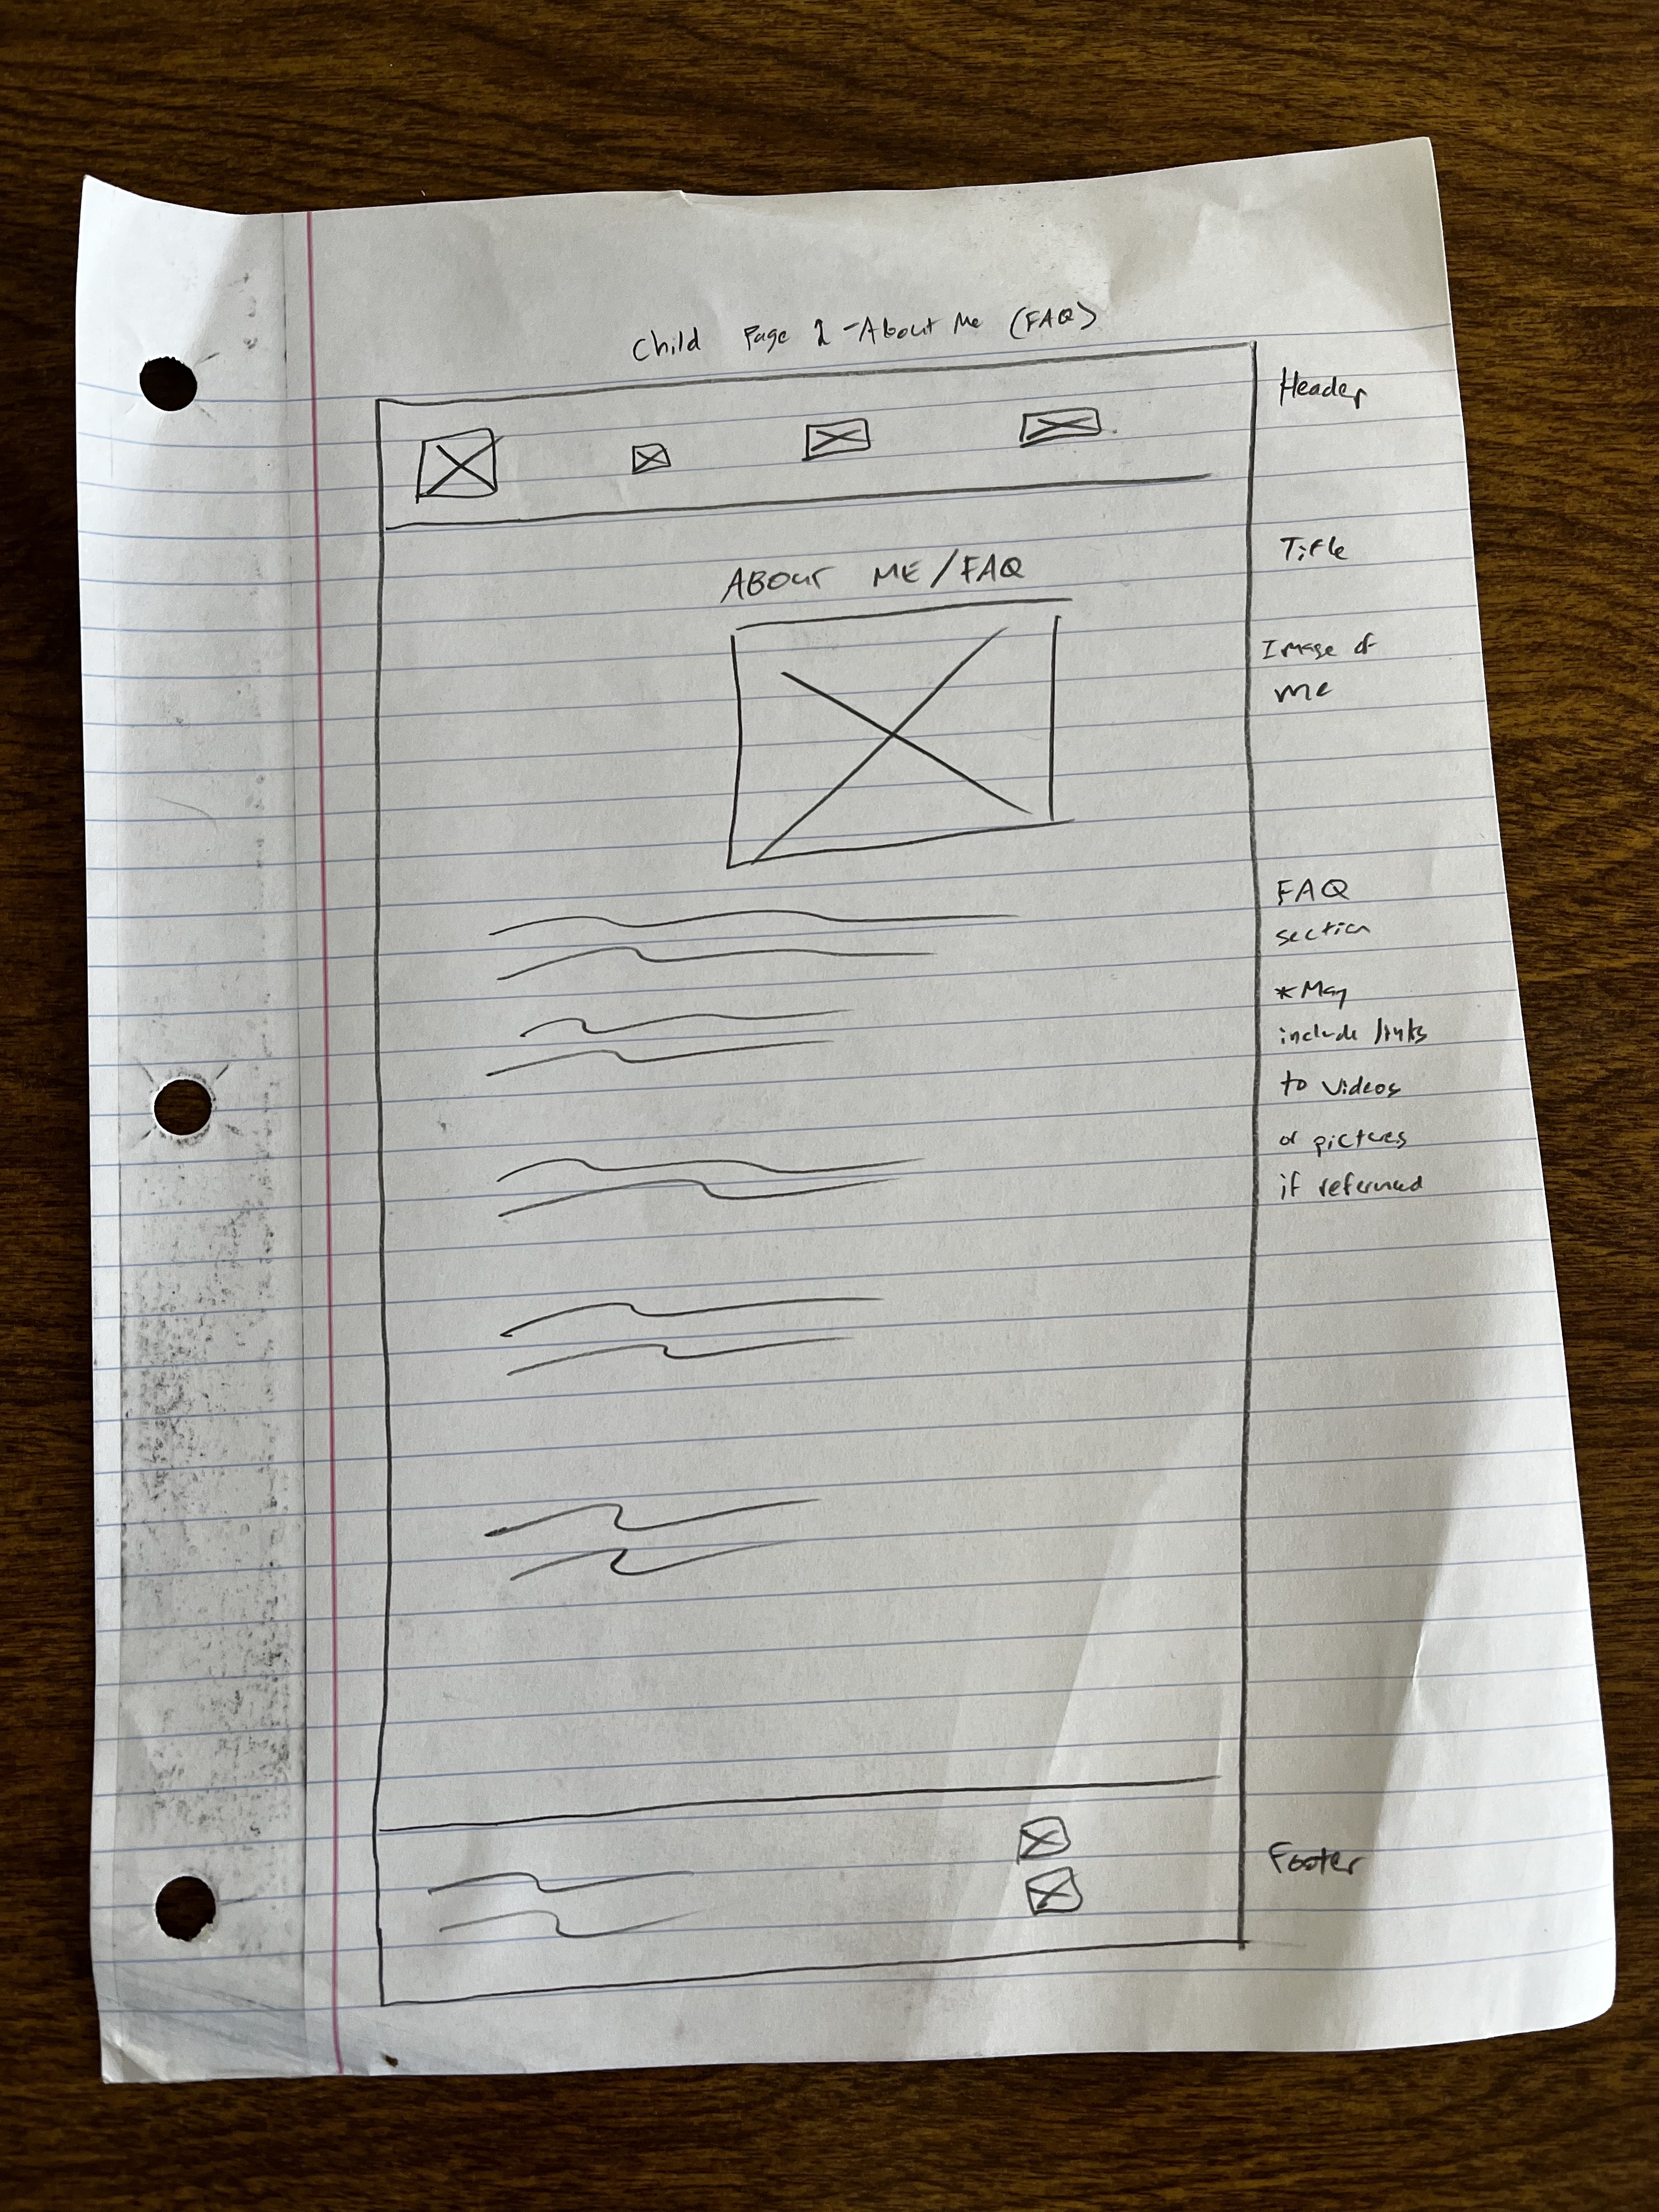 Child Page 1 - About Me (FAQ)
Header
ABOUT ME/FAQ
Title
Image of
me
FAQ
section
*May
include links
to videos
or pictures
if referenced
Footer